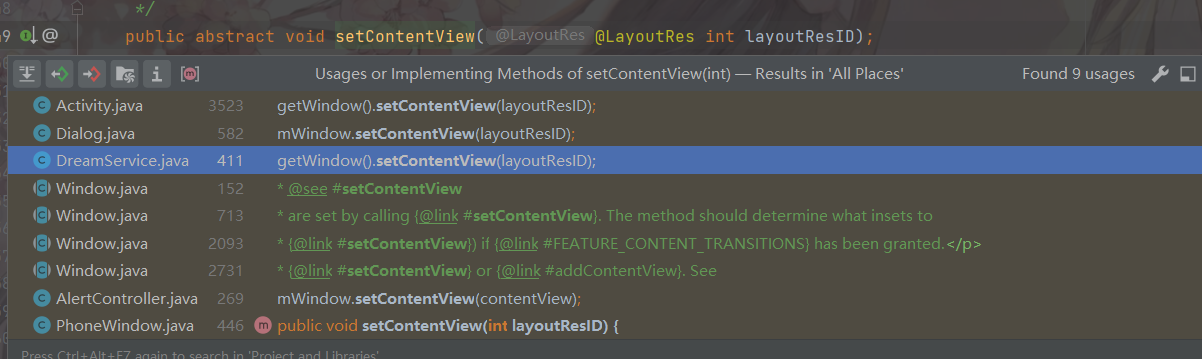 */
public abstract void setContentView( @LayoutRes @LayoutRes int layoutResID);
Usages or Implementing Methods of setContentView(int) — Results in 'All Places' Found 9 usages
Activity.java 3523 getWindow().setContentView(layoutResID);
Dialog.java 582 mWindow.setContentView(layoutResID);
DreamService.java 411 getWindow().setContentView(layoutResID);
Window.java 152 * @see #setContentView
Window.java 713 * are set by calling {@link #setContentView}. The method should determine what insets to
Window.java 2093 * {@link #setContentView}) if {@link #FEATURE_CONTENT_TRANSITIONS} has been granted.</p>
Window.java 2731 * {@link #setContentView} or {@link #addContentView}. See
AlertController.java 269 mWindow.setContentView(contentView);
PhoneWindow.java 446 public void setContentView(int layoutResID) {
Press Ctrl+Alt+F7 again to search in 'Project and Libraries'